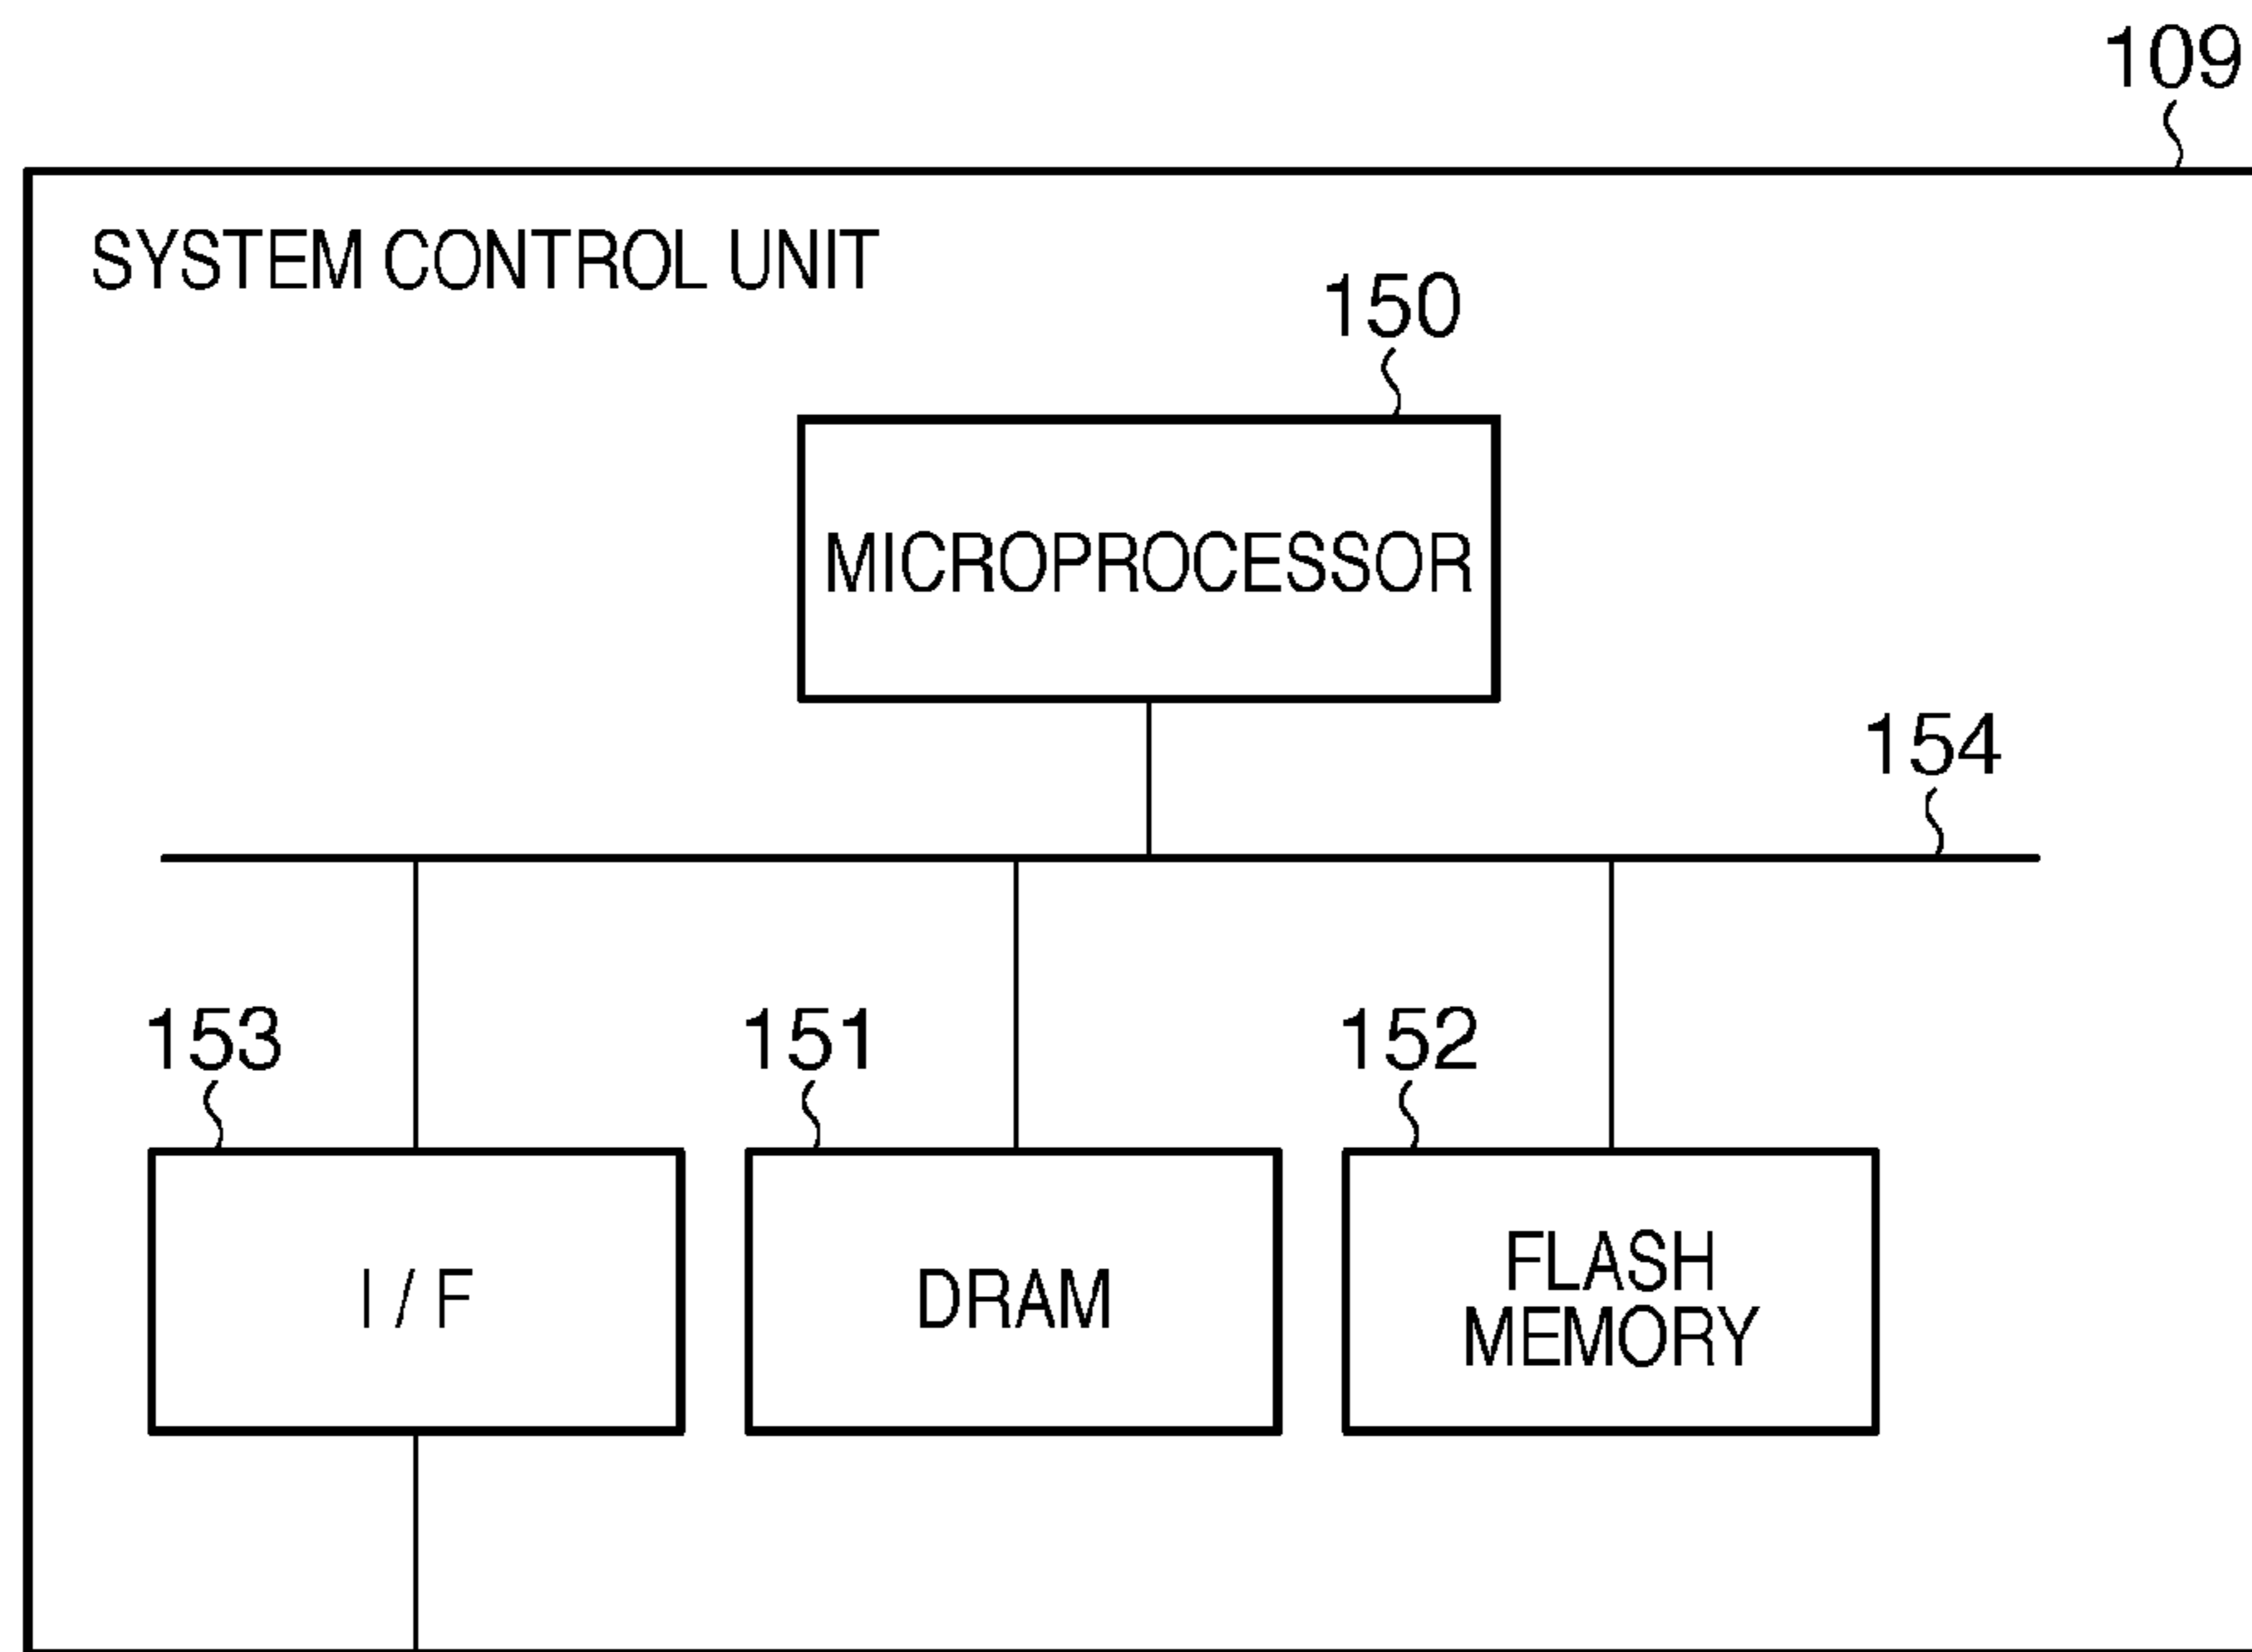 109
SYSTEM CONTROL UNIT
150
MICROPROCESSOR
154
153
151
152
I / F
DRAM
FLASH
MEMORY